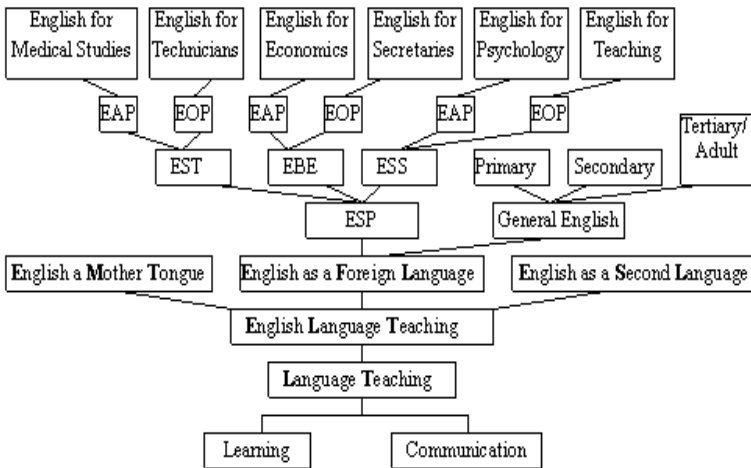 English for
Medical Studies
English for
Technicians
English for
Economics
English for
Secretaries
English for
Psychology
English for
Teaching
EAP
EOP
EAP
EOP
EAP
EOP
Tertiary/
Adult
EST
EBE
ESS
Primary
Secondary
ESP
General English
English a Mother Tongue
English as a Foreign Language
English as a Second Language
English Language Teaching
Language Teaching
Learning
Communication